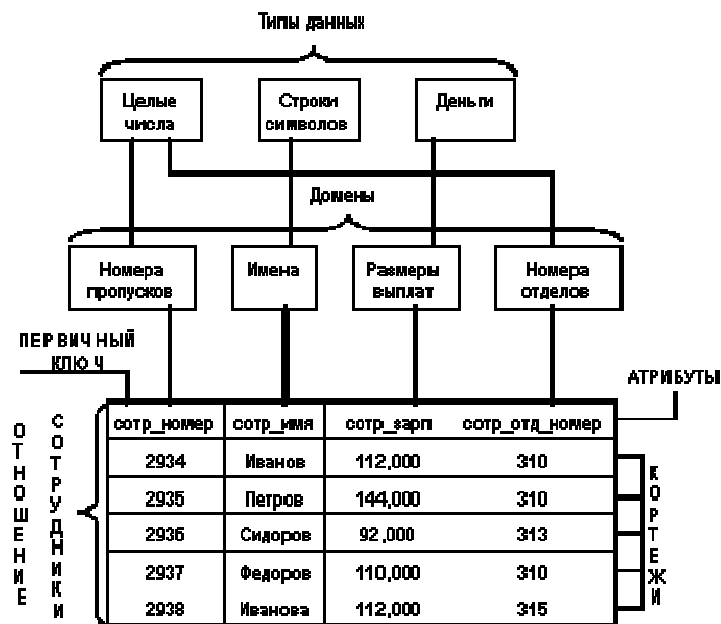 Типы данных
Целые числа
Строки символов
Деньги
Домены
Номера пропусков
Имена
Размеры выплат
Номера отделов
ПЕРВИЧНЫЙ КЛЮЧ
АТРИБУТЫ
ОТНОШЕНИЕ
СОТРУДНИКИ
сотр_номер сотр_имя сотр_зарп сотр_отд_номер
2934 Иванов 112,000 310
2935 Петров 144,000 310
2936 Сидоров 92,000 313
2937 Федоров 110,000 310
2938 Иванова 112,000 315
КОРТЕЖИ